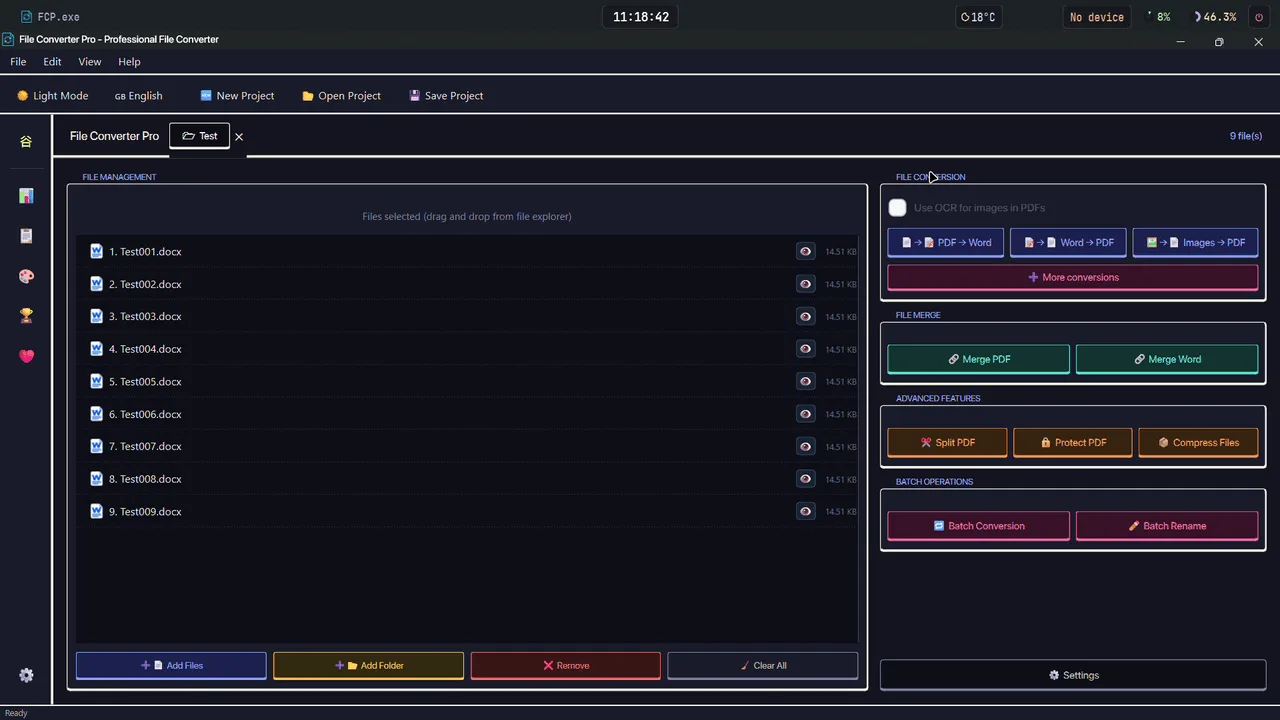 FCP.exe 11:18:42 18°C No device 8% 46.3%
File Converter Pro - Professional File Converter
File Edit View Help
Light Mode GB English NEW New Project Open Project Save Project
File Converter Pro Test 9 file(s)
FILE MANAGEMENT
Files selected (drag and drop from file explorer)
1. Test001.docx 14.51 KB
2. Test002.docx 14.51 KB
3. Test003.docx 14.51 KB
4. Test004.docx 14.51 KB
5. Test005.docx 14.51 KB
6. Test006.docx 14.51 KB
7. Test007.docx 14.51 KB
8. Test008.docx 14.51 KB
9. Test009.docx 14.51 KB
Add Files Add Folder Remove Clear All
FILE CONVERSION
Use OCR for images in PDFs
→ PDF → Word → Word → PDF → Images → PDF
More conversions
FILE MERGE
Merge PDF Merge Word
ADVANCED FEATURES
Split PDF Protect PDF Compress Files
BATCH OPERATIONS
Batch Conversion Batch Rename
Settings
Ready